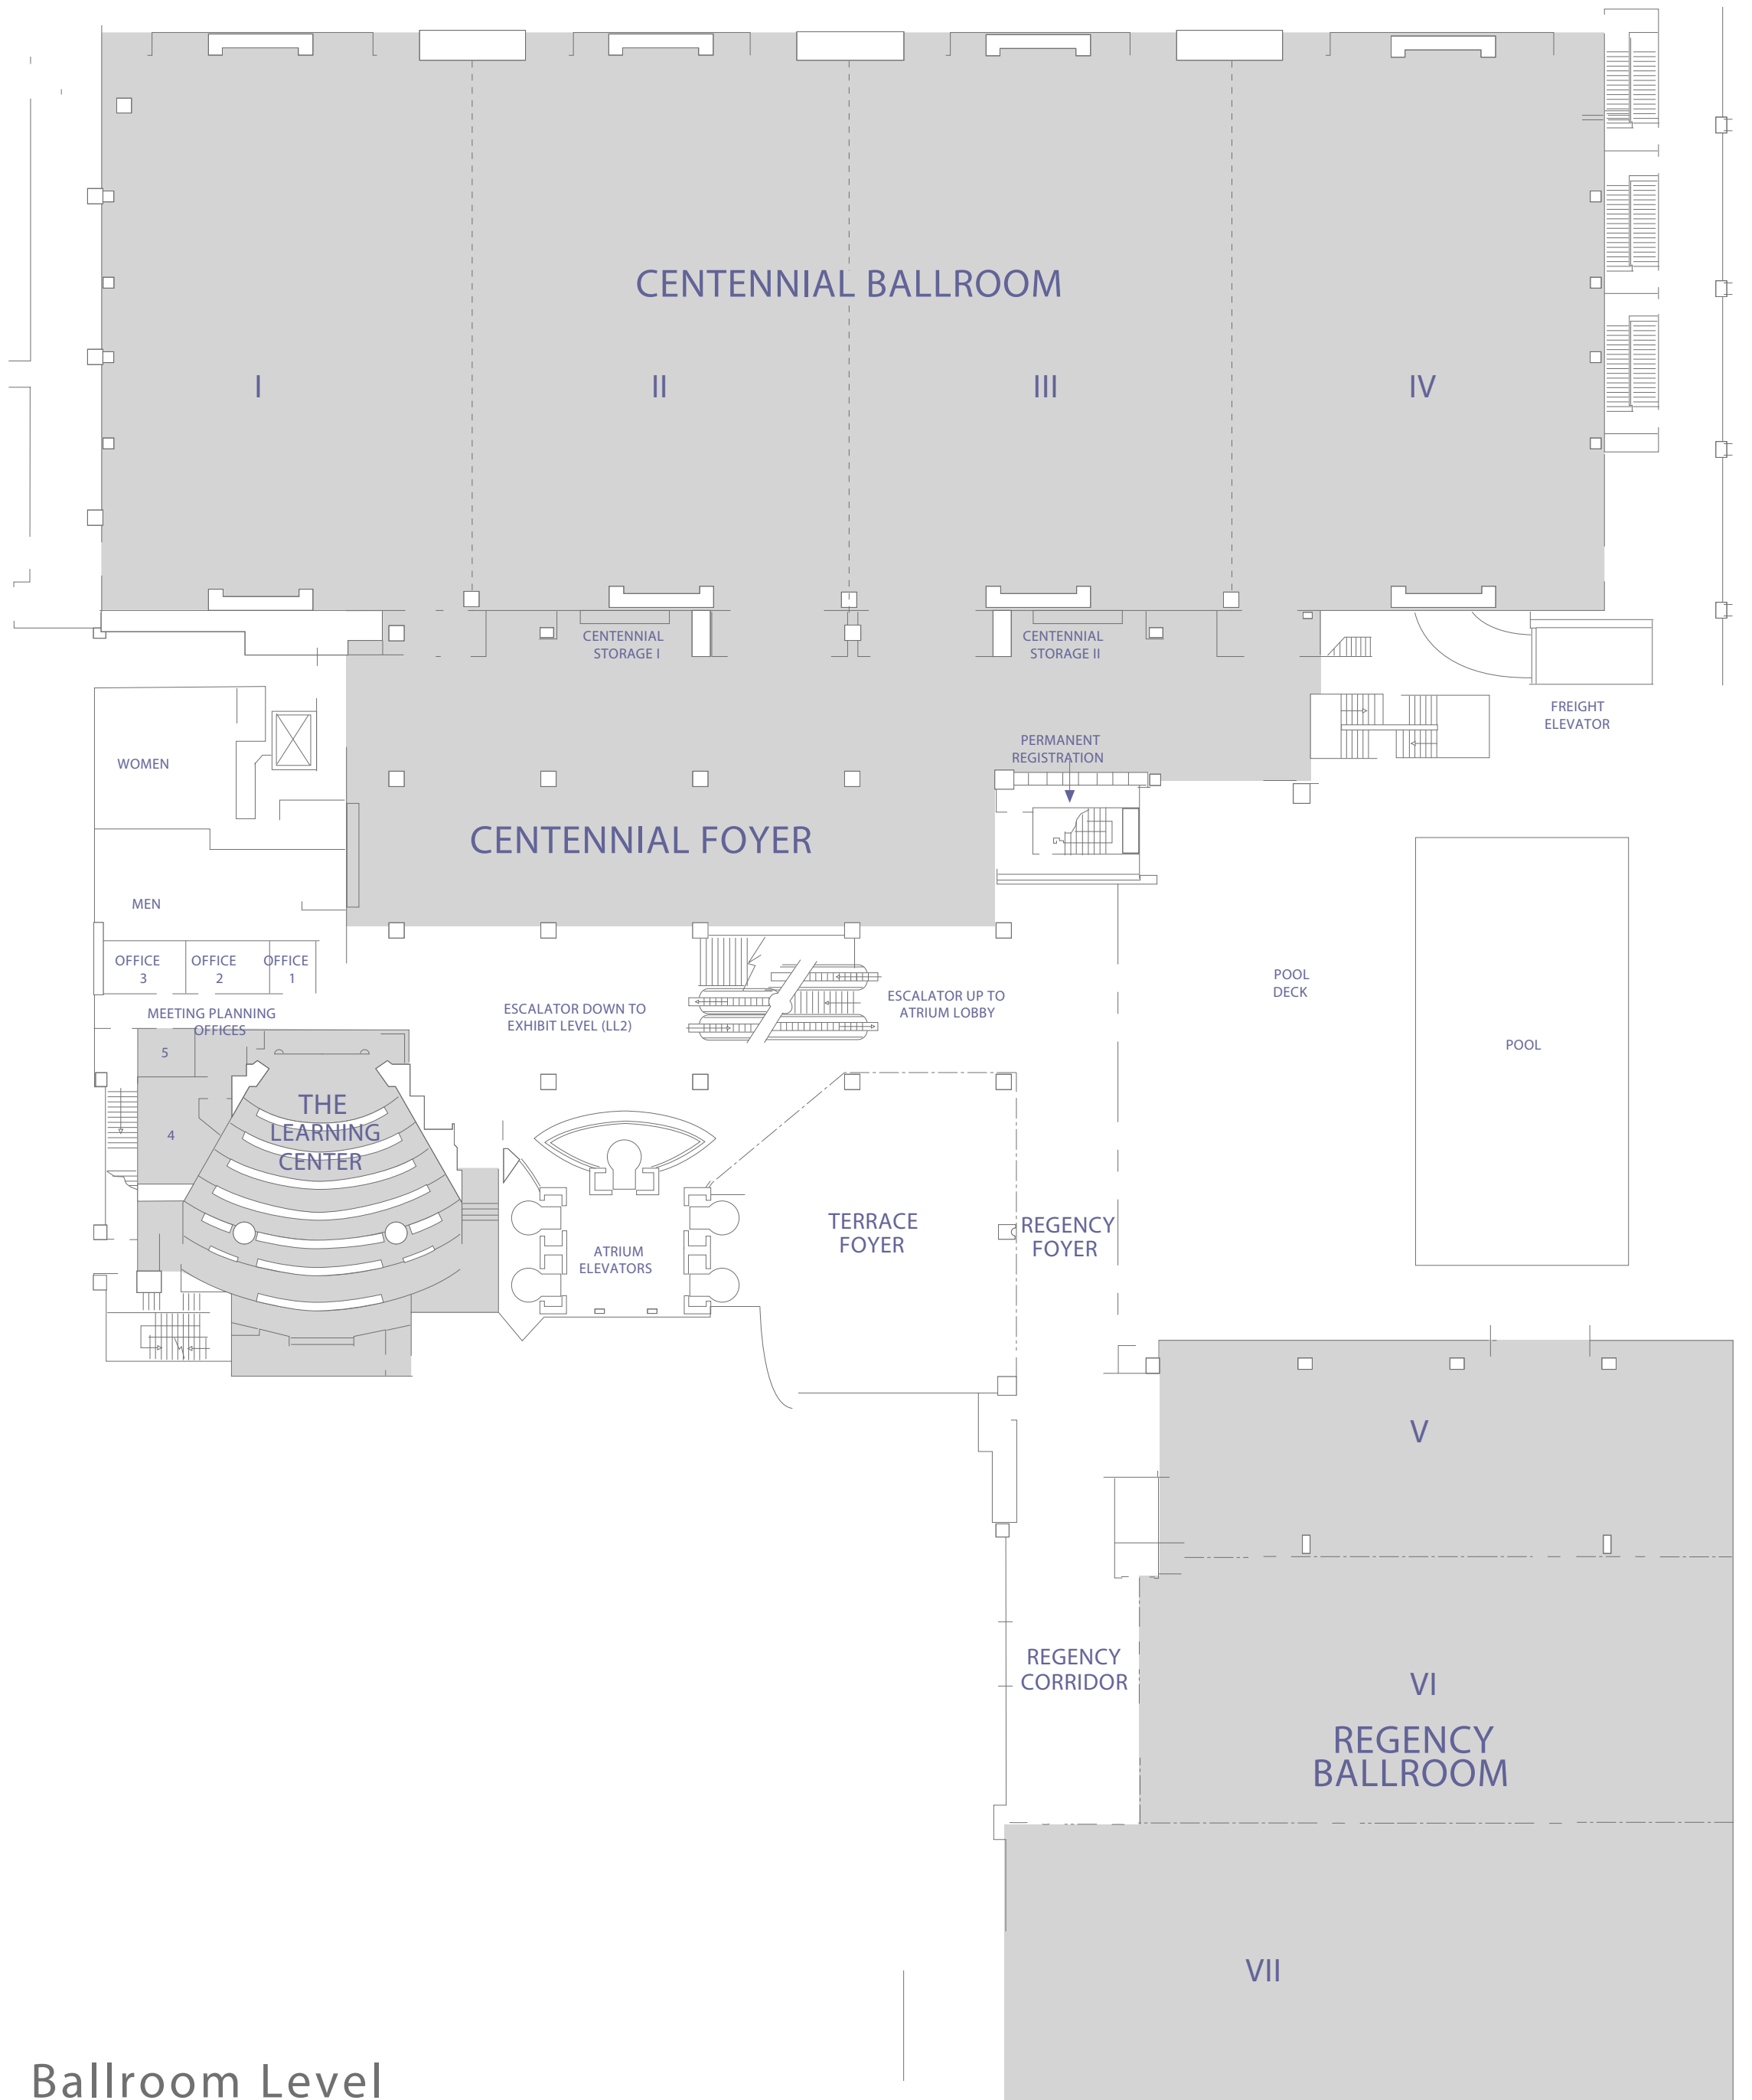 CENTENNIAL BALLROOM
I
II
III
IV
CENTENNIAL
STORAGE I
CENTENNIAL
STORAGE II
FREIGHT
ELEVATOR
PERMANENT
REGISTRATION
WOMEN
CENTENNIAL FOYER
MEN
OFFICE
3
OFFICE
2
OFFICE
1
MEETING PLANNING
OFFICES
ESCALATOR DOWN TO
EXHIBIT LEVEL (LL2)
ESCALATOR UP TO
ATRIUM LOBBY
POOL
DECK
POOL
5
4
THE
LEARNING
CENTER
ATRIUM
ELEVATORS
TERRACE
FOYER
REGENCY
FOYER
V
REGENCY
CORRIDOR
VI
REGENCY
BALLROOM
VII
Ballroom Level